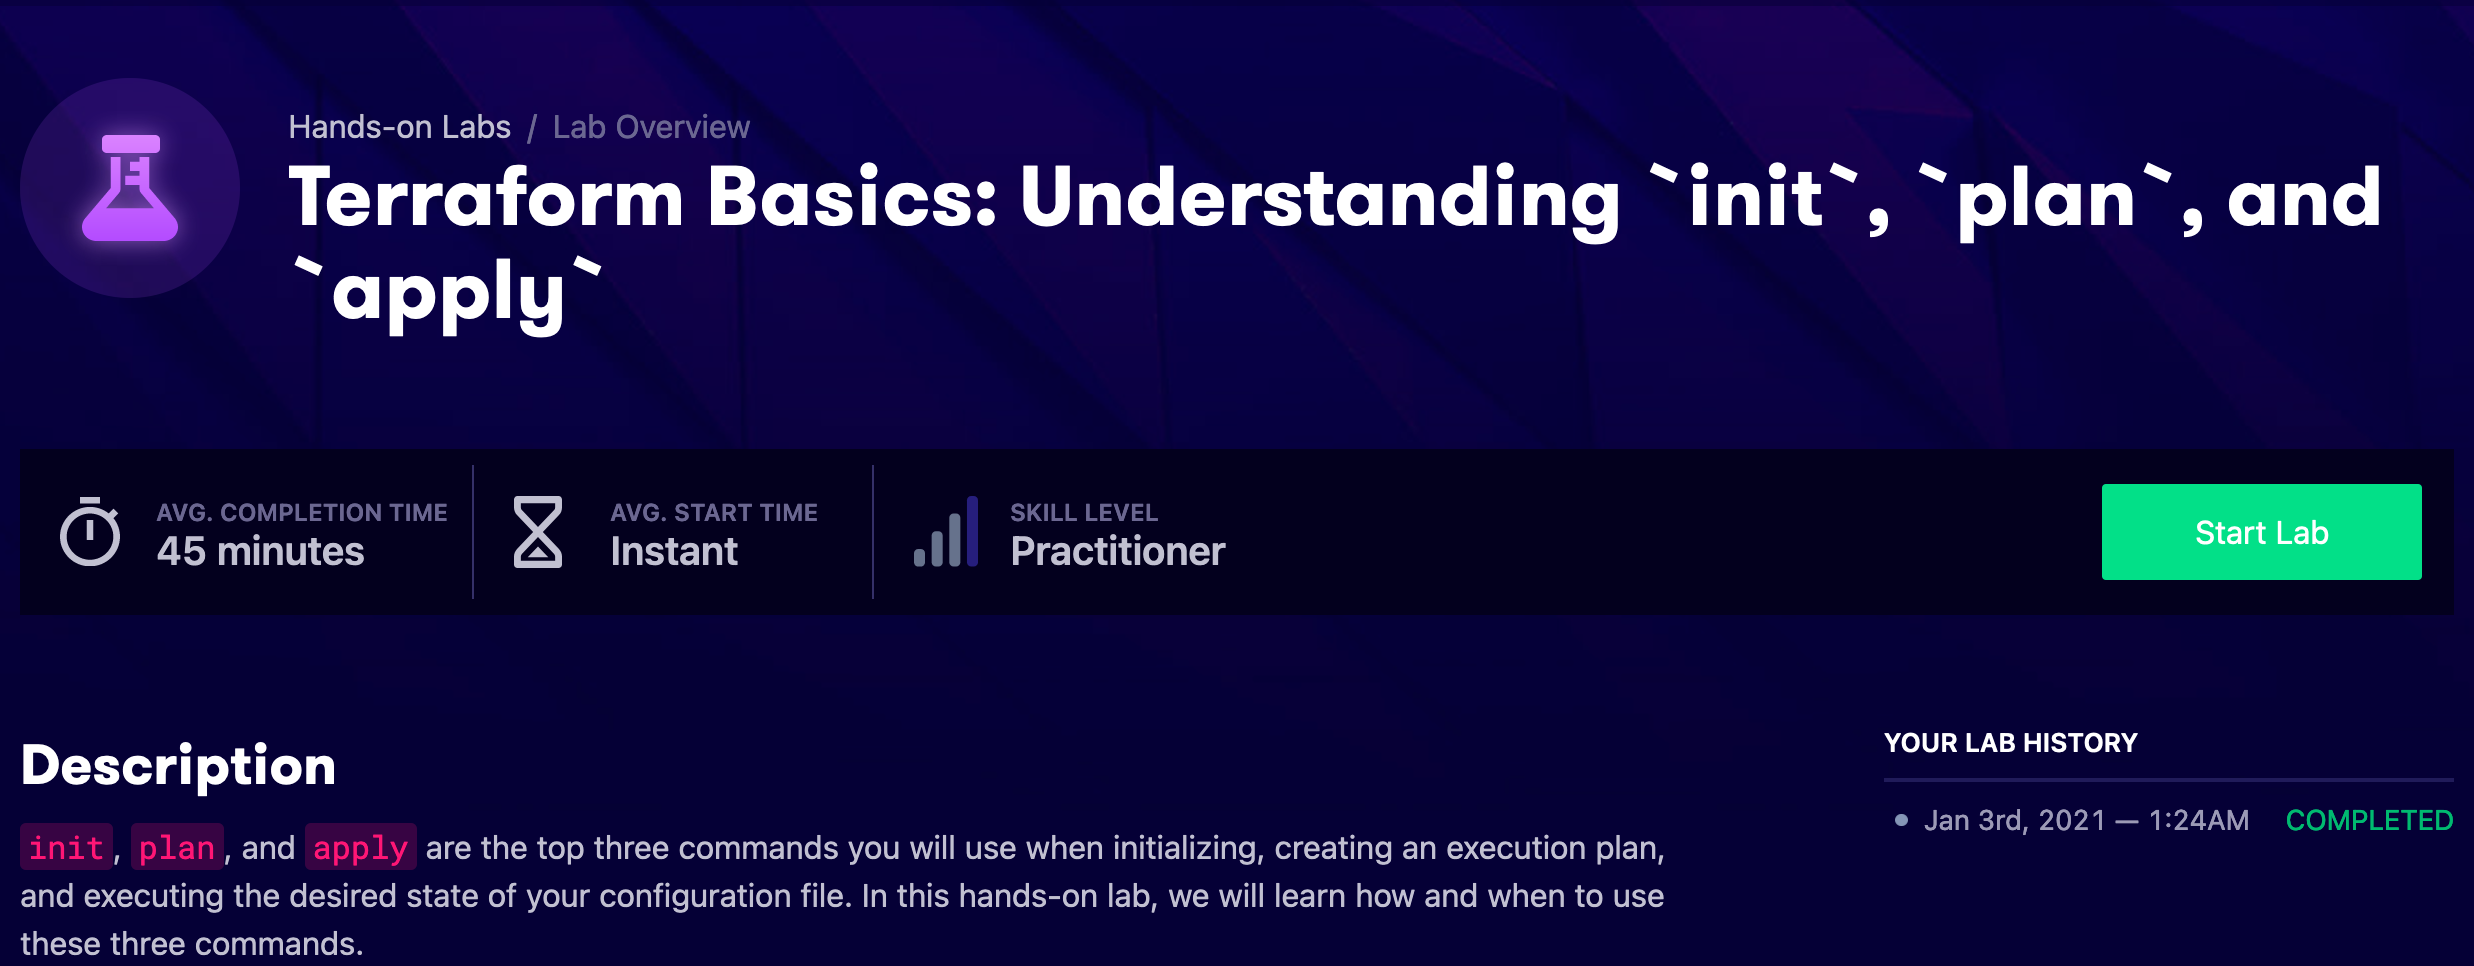 Hands-on Labs / Lab Overview
Terraform Basics: Understanding `init`, `plan`, and
`apply`
AVG. COMPLETION TIME
45 minutes
AVG. START TIME
Instant
SKILL LEVEL
Practitioner
Start Lab
Description
init, plan, and apply are the top three commands you will use when initializing, creating an execution plan,
and executing the desired state of your configuration file. In this hands-on lab, we will learn how and when to use
these three commands.
YOUR LAB HISTORY
Jan 3rd, 2021 — 1:24AM COMPLETED